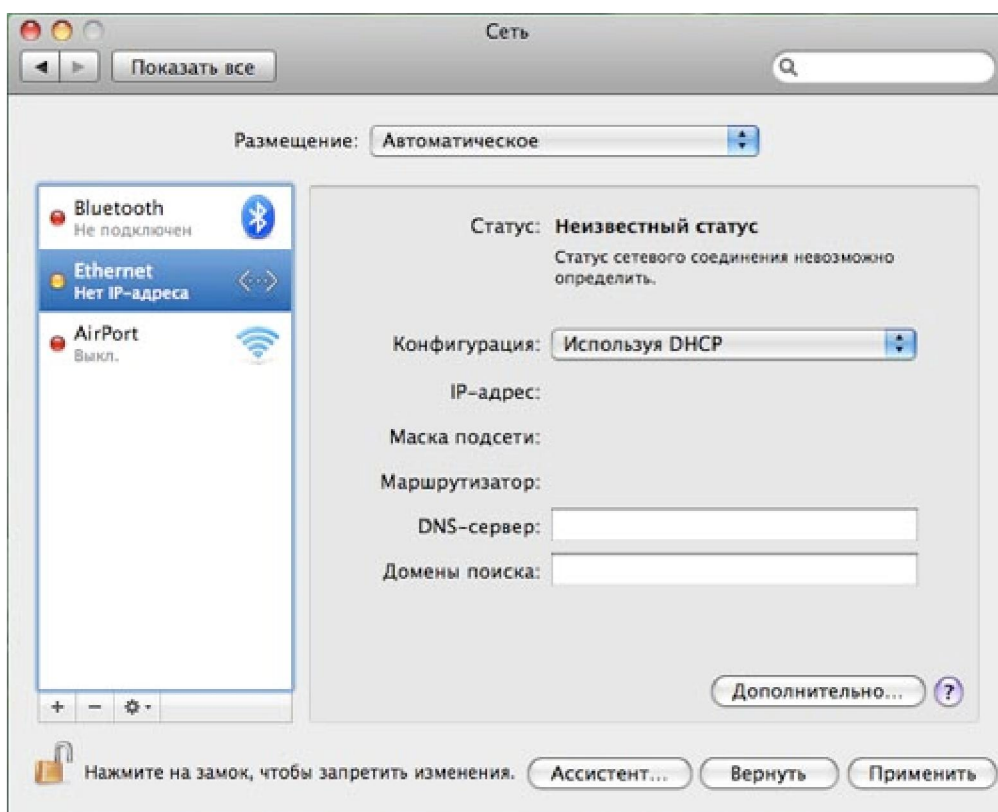 Сеть
Показать все
Размещение: Автоматическое
Bluetooth
Не подключен
Ethernet
Нет IP-адреса
AirPort
Выкл.
Статус: Неизвестный статус
Статус сетевого соединения невозможно
определить.
Конфигурация: Используя DHCP
IP-адрес:
Маска подсети:
Маршрутизатор:
DNS-сервер:
Домены поиска:
Дополнительно... ?
Нажмите на замок, чтобы запретить изменения. Ассистент... Вернуть Применить